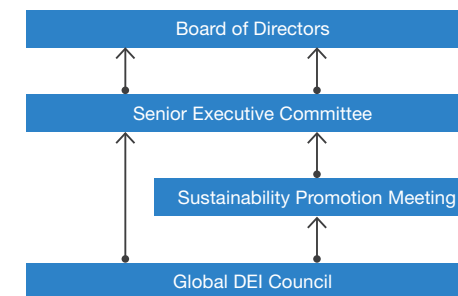 Board of Directors
Senior Executive Committee
Sustainability Promotion Meeting
Global DEI Council